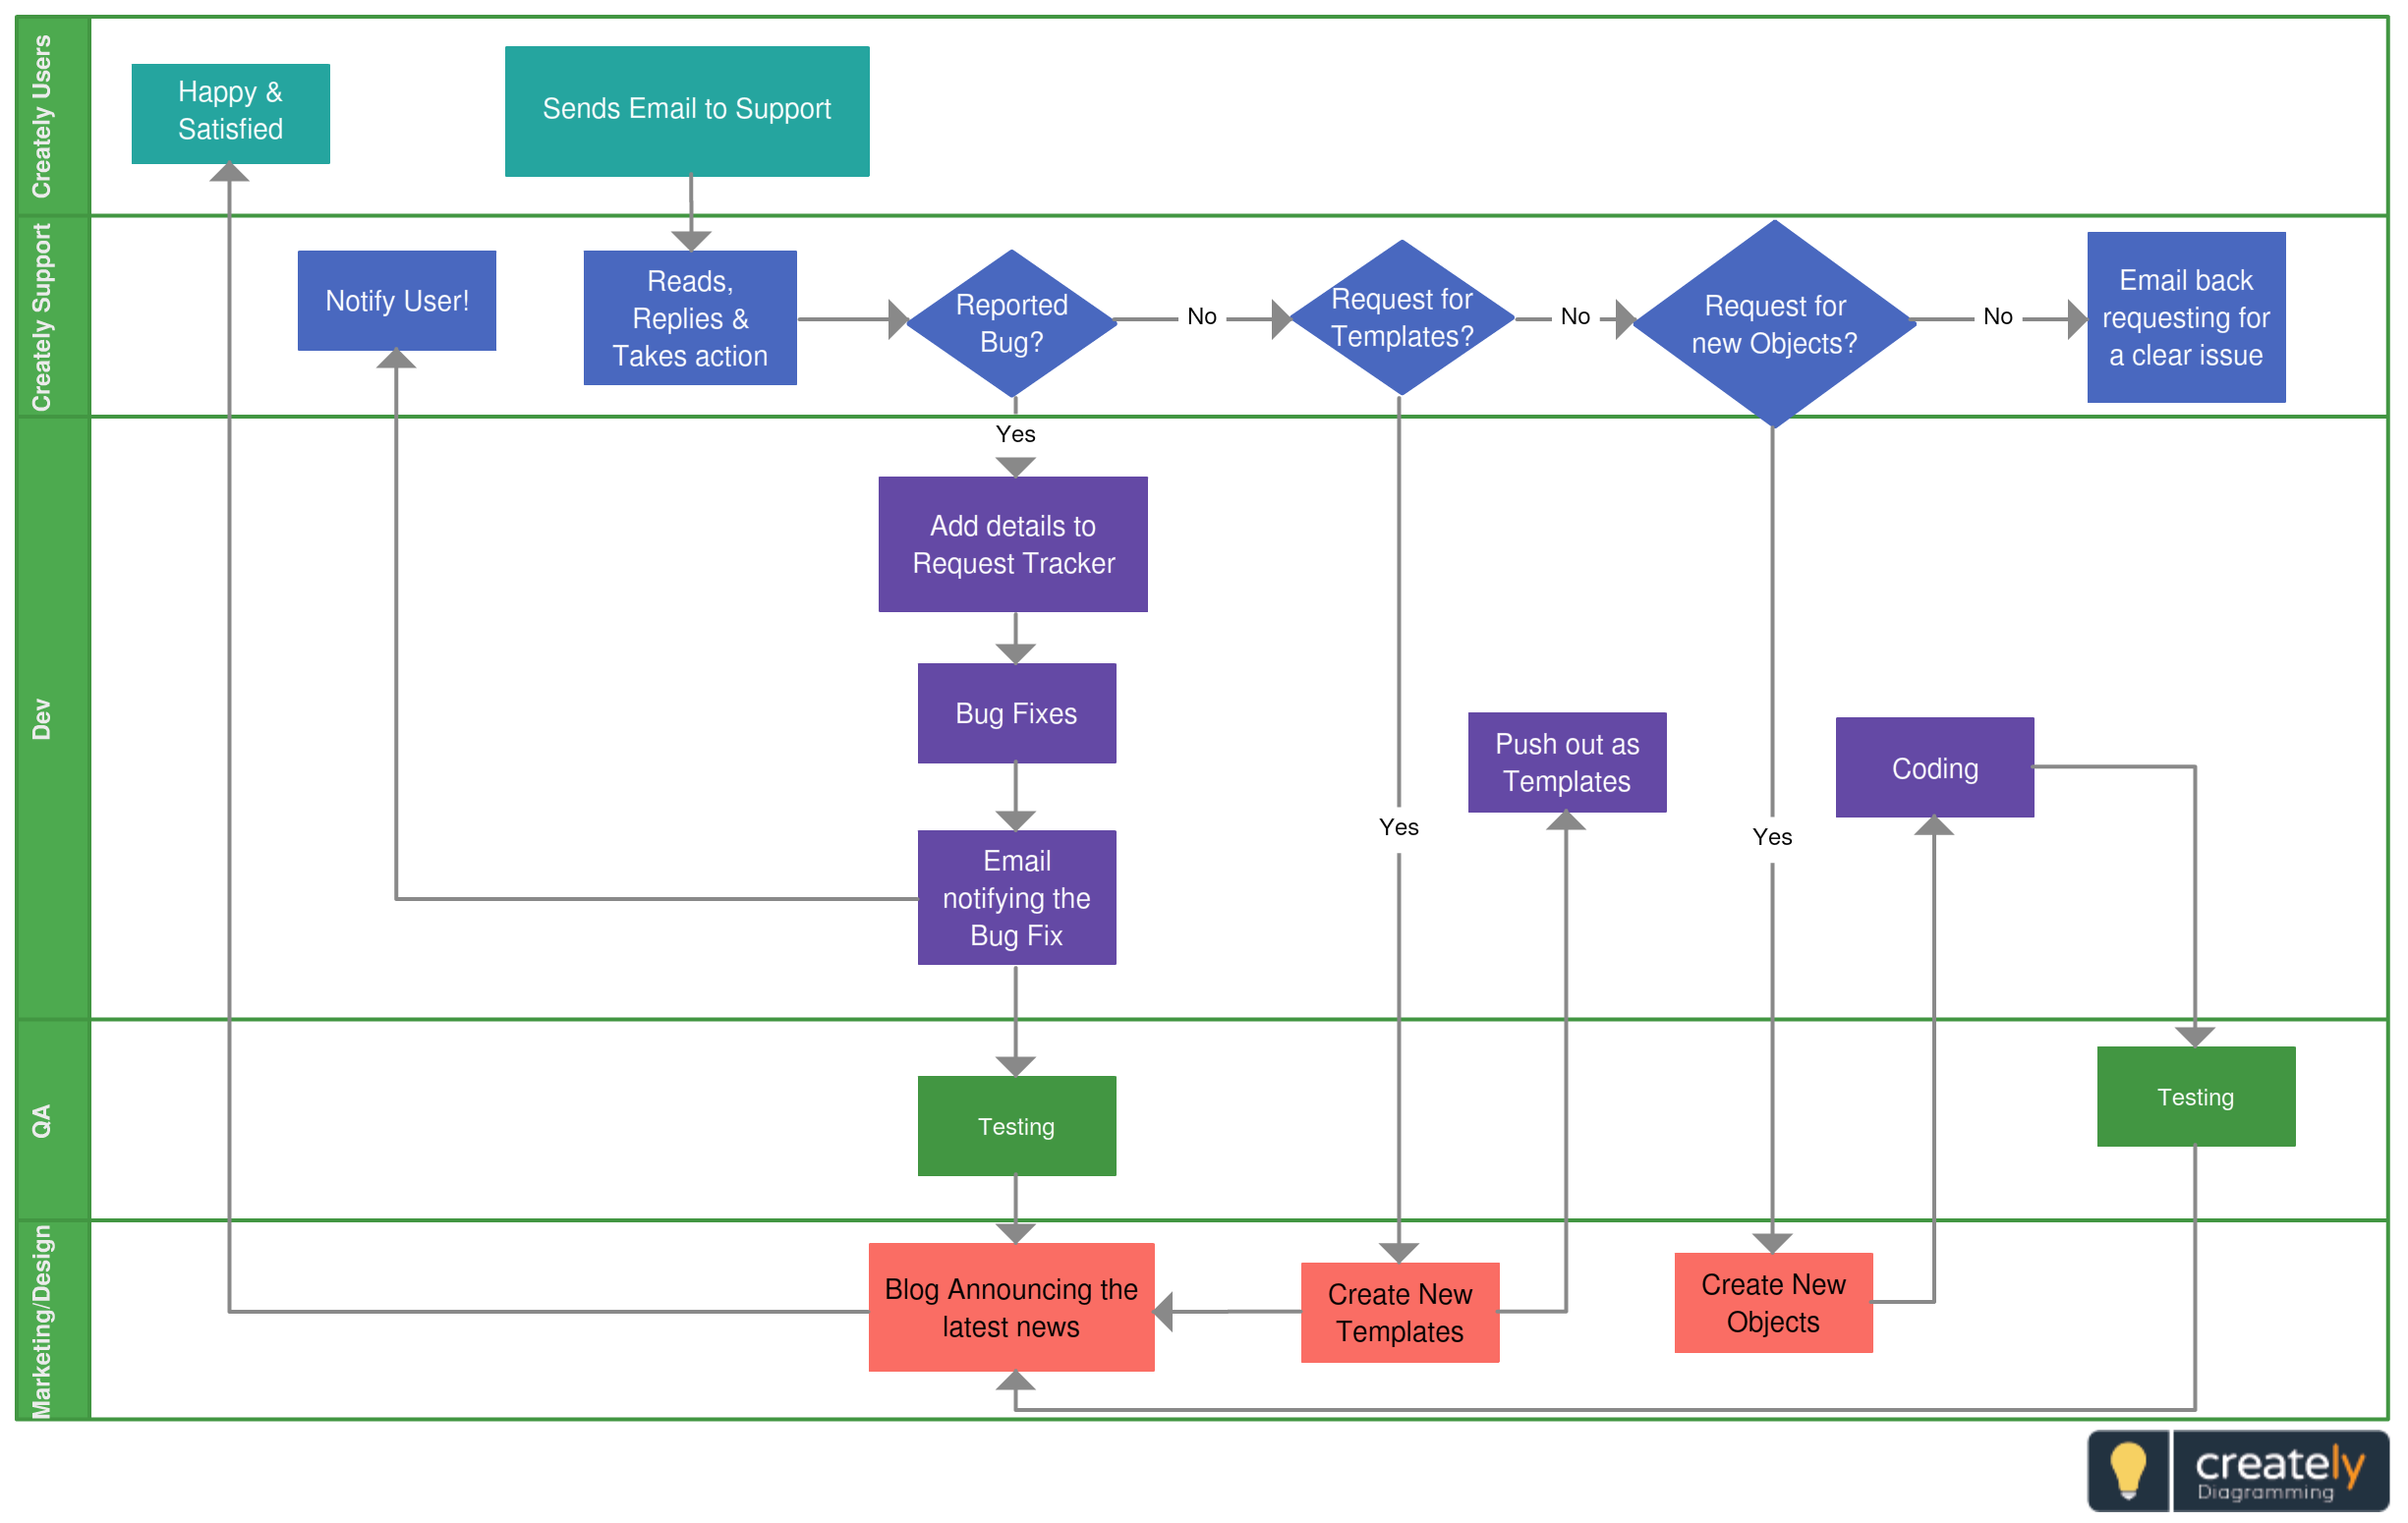 Creately Users
Happy &
Satisfied
Sends Email to Support
Creately Support
Notify User!
Reads,
Replies &
Takes action
Reported
Bug?
No
Request for
Templates?
No
Request for
new Objects?
No
Email back
requesting for
a clear issue
Dev
Yes
Add details to
Request Tracker
Bug Fixes
Push out as
Templates
Coding
Yes
Yes
Email
notifying the
Bug Fix
QA
Testing
Testing
Marketing/Design
Blog Announcing the
latest news
Create New
Templates
Create New
Objects
creately
Diagramming